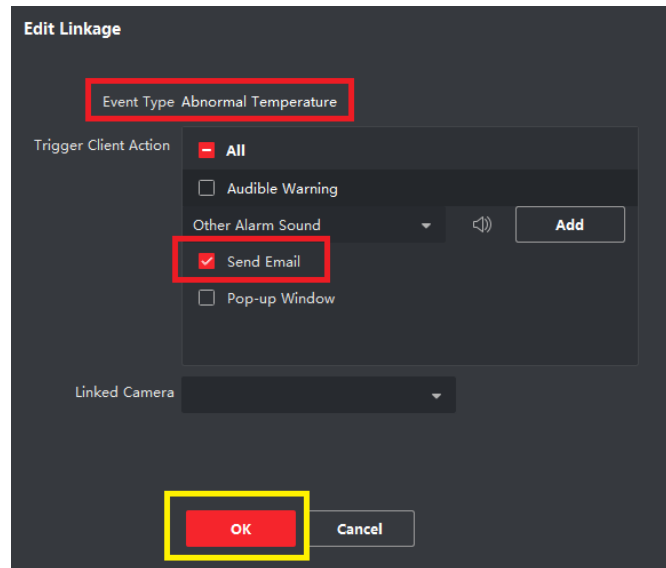 Edit Linkage
Event Type Abnormal Temperature
Trigger Client Action
All
Audible Warning
Other Alarm Sound Add
Send Email
Pop-up Window
Linked Camera
OK Cancel